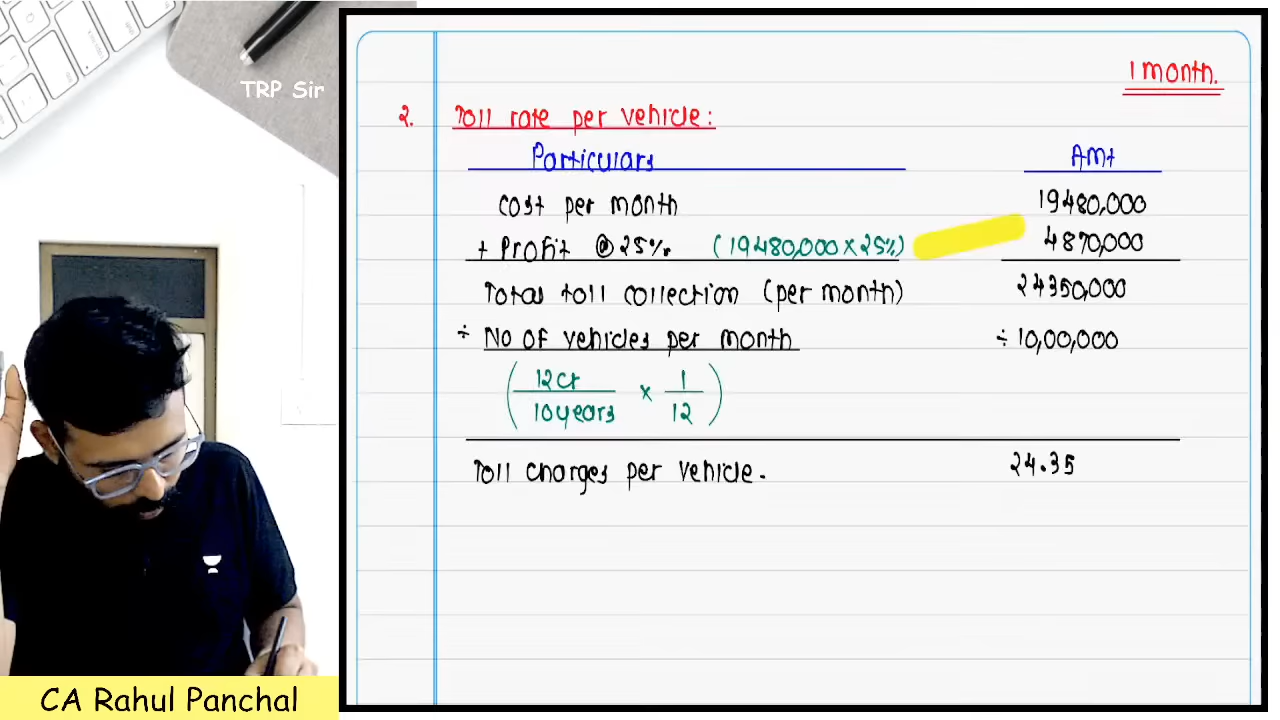 TRP Sir
1 month.
2. Toll rate per vehicle:
Particulars Amt
Cost per month 19480,000
+ Profit @ 25%. (19480,000 x 25%) 4870,000
Total toll collection (per month) 24350,000
÷ No of vehicles per month ÷ 10,00,000
(12cr / 10 years x 1 / 12)
Toll charges per vehicle. 24.35
CA Rahul Panchal